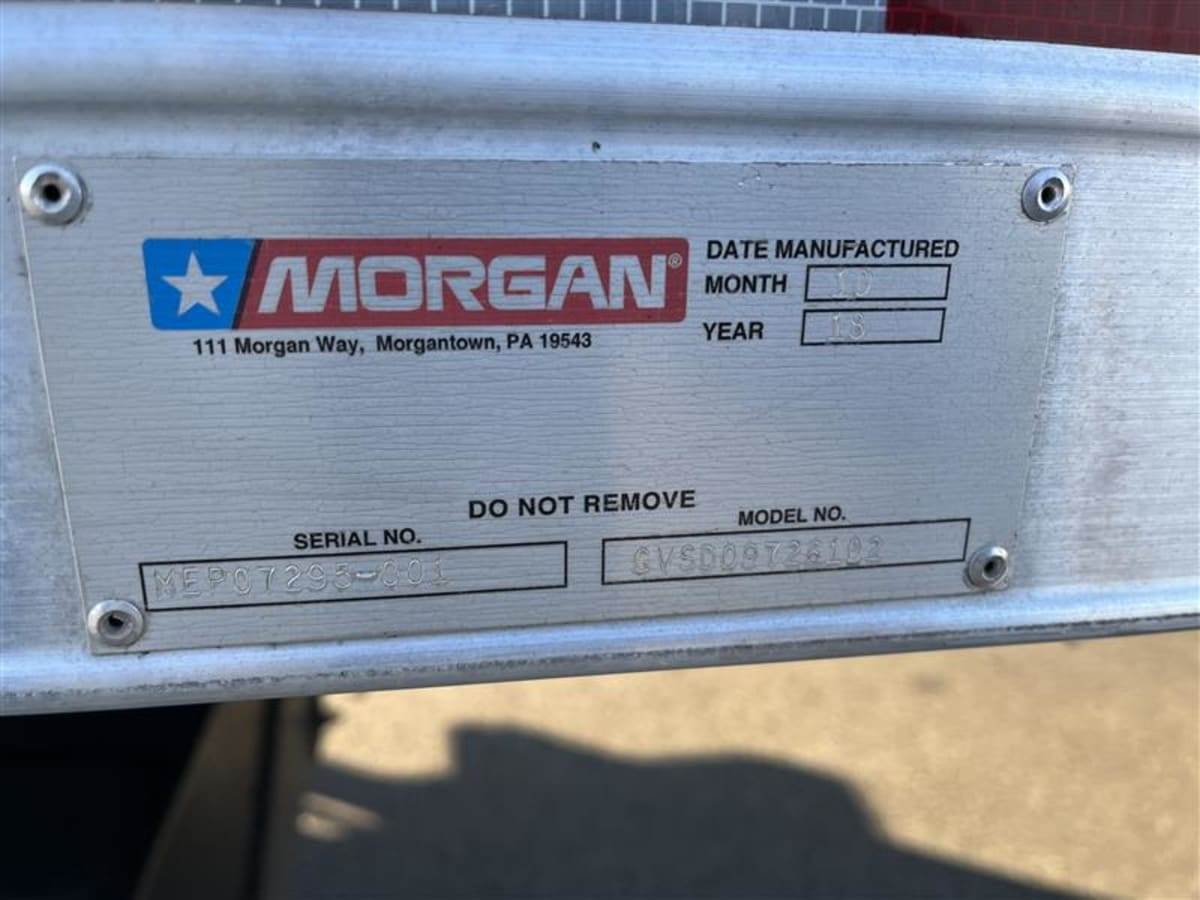 MORGAN®
111 Morgan Way, Morgantown, PA 19543
DATE MANUFACTURED
MONTH 10
YEAR 18
DO NOT REMOVE
SERIAL NO.
MEP07295-001
MODEL NO.
GVSD09726102